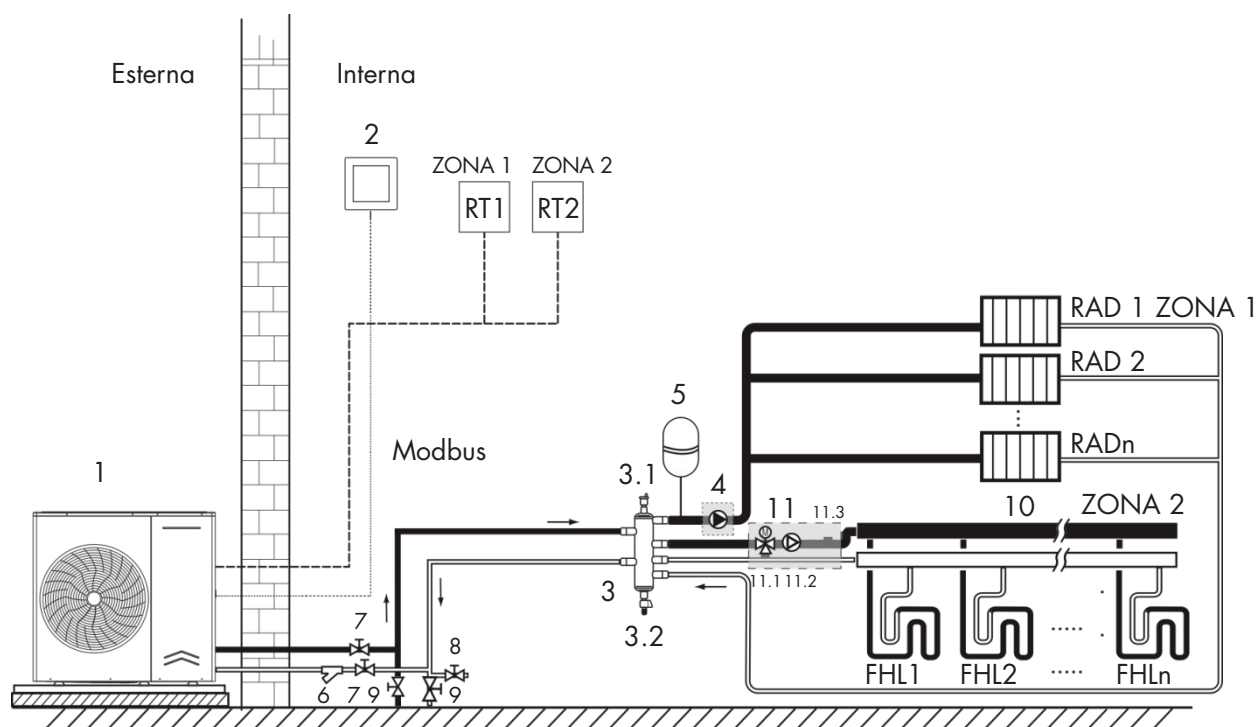 Esterna
Interna
2
ZONA 1
ZONA 2
RT1
RT2
RAD 1 ZONA 1
RAD 2
RADn
5
Modbus
1
3.1
4
11
11.3
10
ZONA 2
M
11.1
11.2
3
3.2
7
8
6
7
9
9
FHL1
FHL2
FHLn